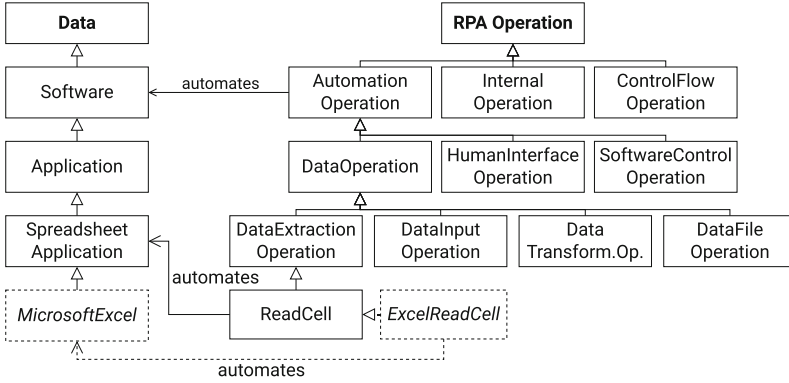 Data
RPA Operation
Software
automates
Automation
Operation
Internal
Operation
ControlFlow
Operation
Application
DataOperation
HumanInterface
Operation
SoftwareControl
Operation
Spreadsheet
Application
DataExtraction
Operation
DataInput
Operation
Data
Transform.Op.
DataFile
Operation
automates
MicrosoftExcel
ReadCell
ExcelReadCell
automates